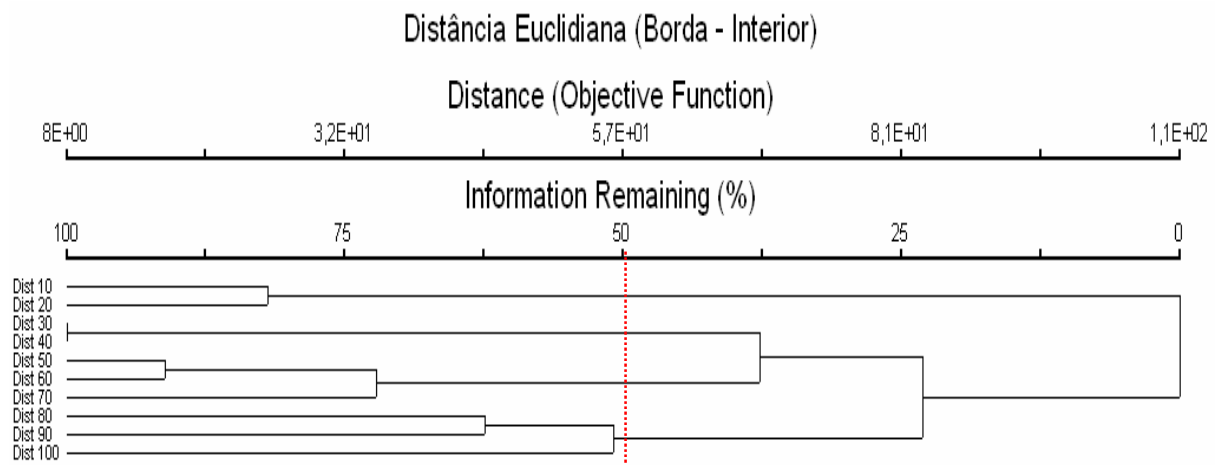 Distância Euclidiana (Borda - Interior)
Distance (Objective Function)
8E+00 3,2E+01 5,7E+01 8,1E+01 1,1E+02
Information Remaining (%)
100 75 50 25 0
Dist 10
Dist 20
Dist 30
Dist 40
Dist 50
Dist 60
Dist 70
Dist 80
Dist 90
Dist 100